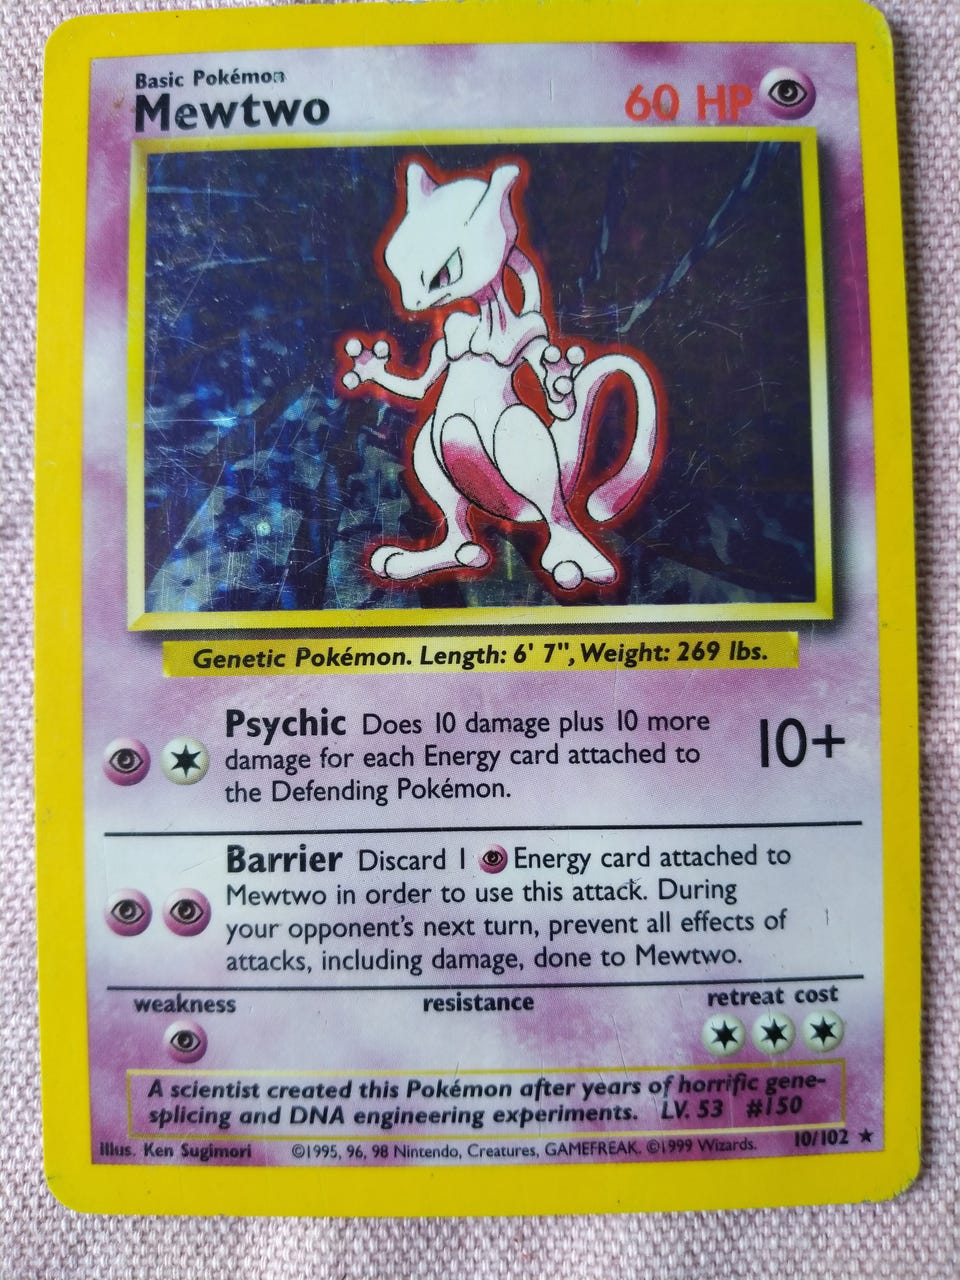 Basic Pokémon
Mewtwo
60 HP
Genetic Pokémon. Length: 6' 7", Weight: 269 lbs.
Psychic Does 10 damage plus 10 more
damage for each Energy card attached to
the Defending Pokémon.
10+
Barrier Discard 1 Energy card attached to
Mewtwo in order to use this attack. During
your opponent's next turn, prevent all effects of
attacks, including damage, done to Mewtwo.
weakness
resistance
retreat cost
A scientist created this Pokémon after years of horrific gene-
splicing and DNA engineering experiments. LV. 53 #150
Illus. Ken Sugimori
©1995, 96, 98 Nintendo, Creatures, GAMEFREAK. ©1999 Wizards.
10/102 ★